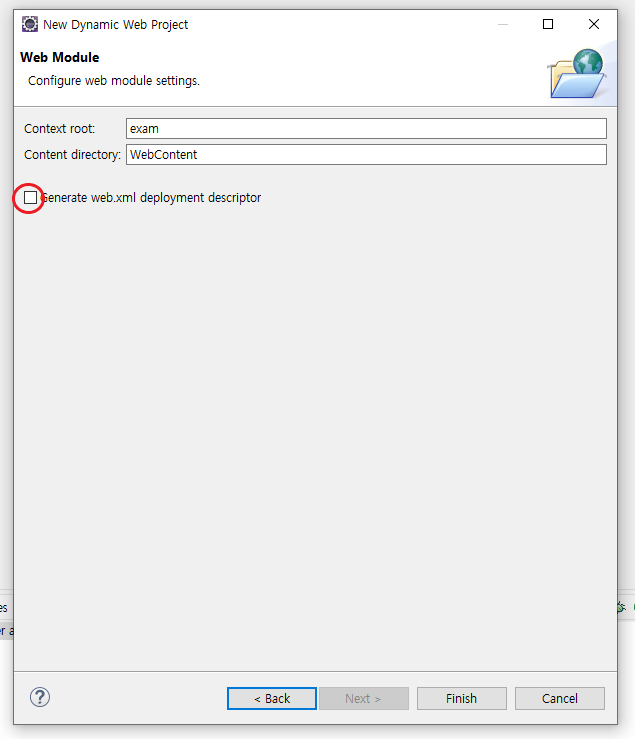 New Dynamic Web Project
Web Module
Configure web module settings.
Context root: exam
Content directory: WebContent
Generate web.xml deployment descriptor
es
er a
? < Back Next > Finish Cancel